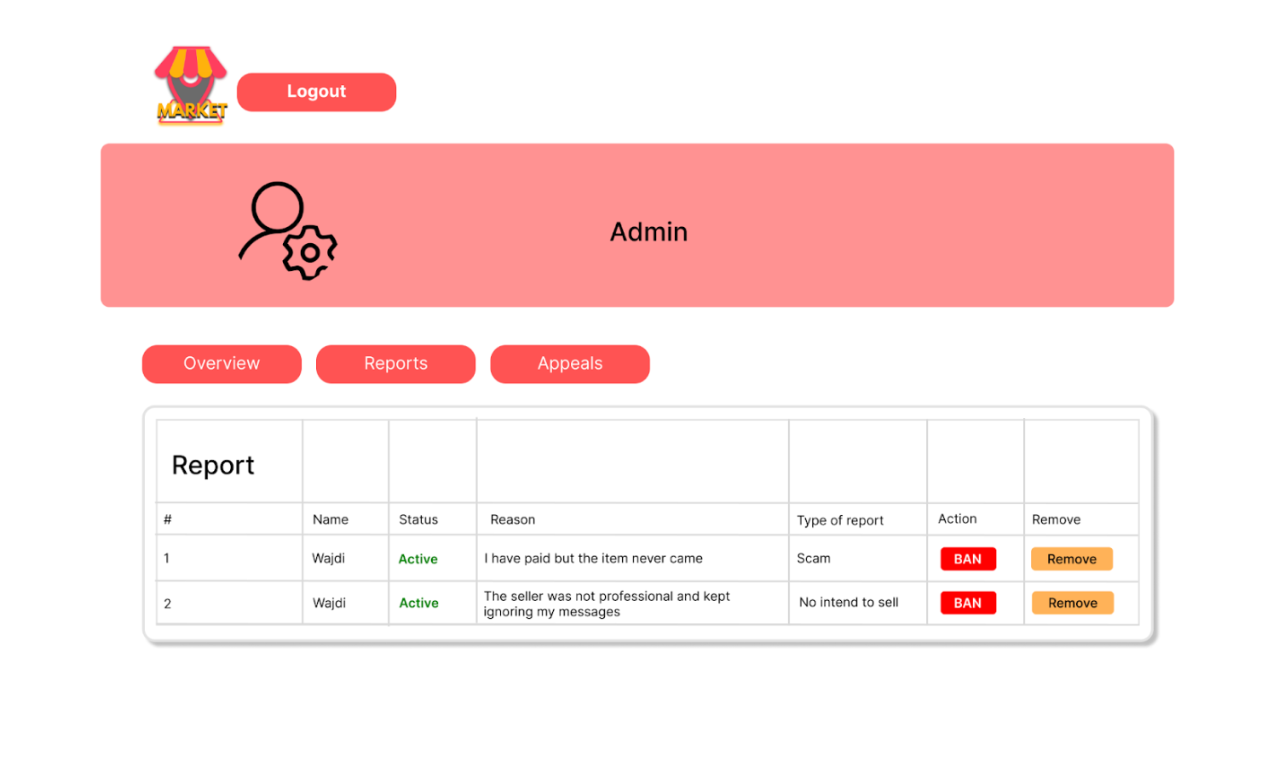 MARKET
Logout
Admin
Overview Reports Appeals
Report
# Name Status Reason Type of report Action Remove
1 Wajdi Active I have paid but the item never came Scam BAN Remove
2 Wajdi Active The seller was not professional and kept No intend to sell BAN Remove
ignoring my messages